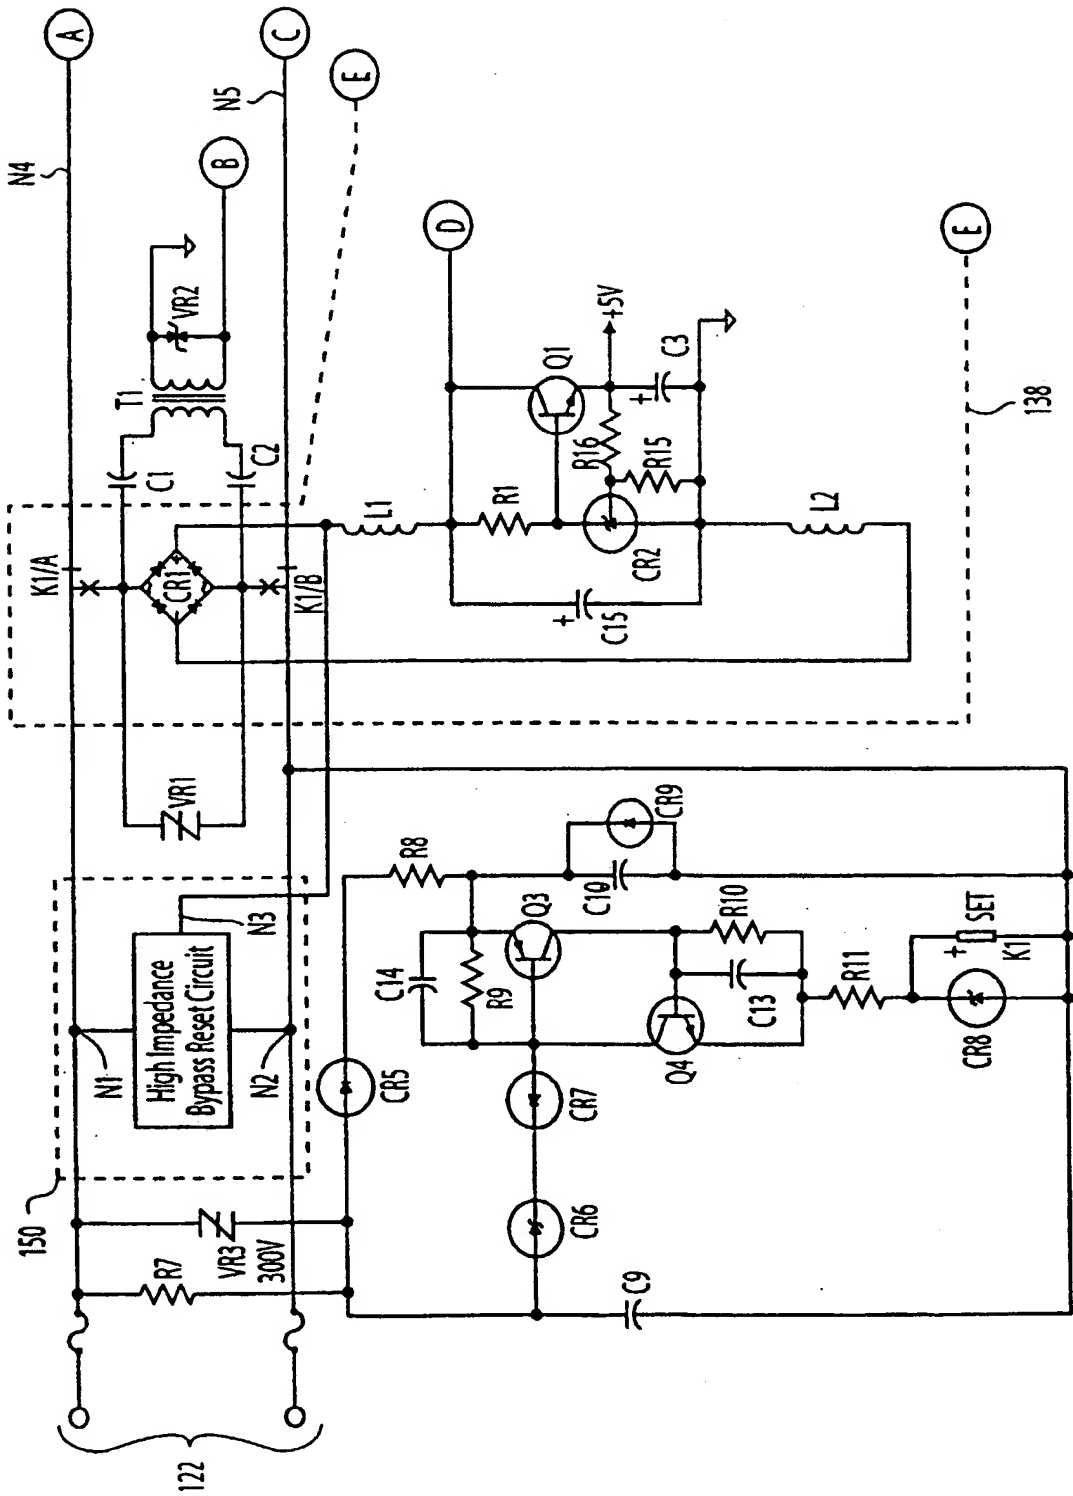 A
C
E
N4
N5
B
VR2
T1
C1
C2
D
E
+5V
Q1
+
C3
R16
R15
R1
CR2
L1
L2
138
K1/A
+
CR1
K1/B
+
C15
VR1
150
N1
High Impedance
Bypass Reset Circuit
N2
N3
R8
CR9
C10
Q3
R10
C14
R9
C13
Q4
R11
+
SET
K1
CR8
CR5
CR7
CR6
VR3
300V
R7
C9
122